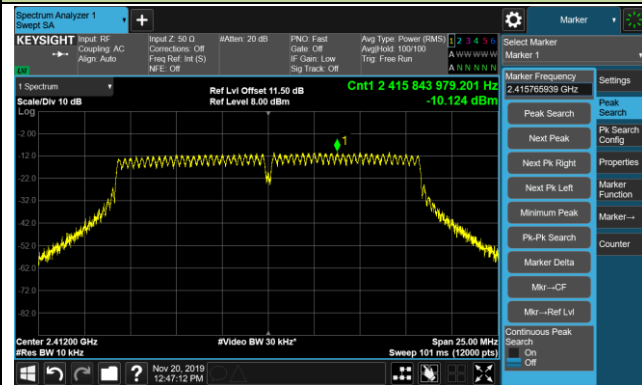 Spectrum Analyzer 1
Swept SA
Marker
KEYSIGHT
Input: RF
Coupling: AC
Align: Auto
Input Z: 50 Ω
Corrections: Off
Freq Ref: Int (S)
NFE: Off
#Atten: 20 dB
PNO: Fast
Gate: Off
IF Gain: Low
Sig Track: Off
Avg Type: Power (RMS)
Avg|Hold: 100/100
Trig: Free Run
1 2 3 4 5 6
A W W W W W
A N N N N N
LW
Select Marker
Marker 1
1 Spectrum
Scale/Div 10 dB
Log
Ref Lvl Offset 11.50 dB
Ref Level 8.00 dBm
Cnt1 2 415 843 979.201 Hz
-10.124 dBm
1
-2.00
-12.0
-22.0
-32.0
-42.0
-52.0
-62.0
-72.0
-82.0
Center 2.41200 GHz
#Res BW 10 kHz
#Video BW 30 kHz*
Span 25.00 MHz
Sweep 101 ms (12000 pts)
Marker Frequency
2.415765939 GHz
Peak Search
Next Peak
Next Pk Right
Next Pk Left
Minimum Peak
Pk-Pk Search
Marker Delta
Mkr→CF
Mkr→Ref Lvl
Continuous Peak
Search
On
Off
Settings
Peak
Search
Pk Search
Config
Properties
Marker
Function
Marker→
Counter
Nov 20, 2019
12:47:12 PM